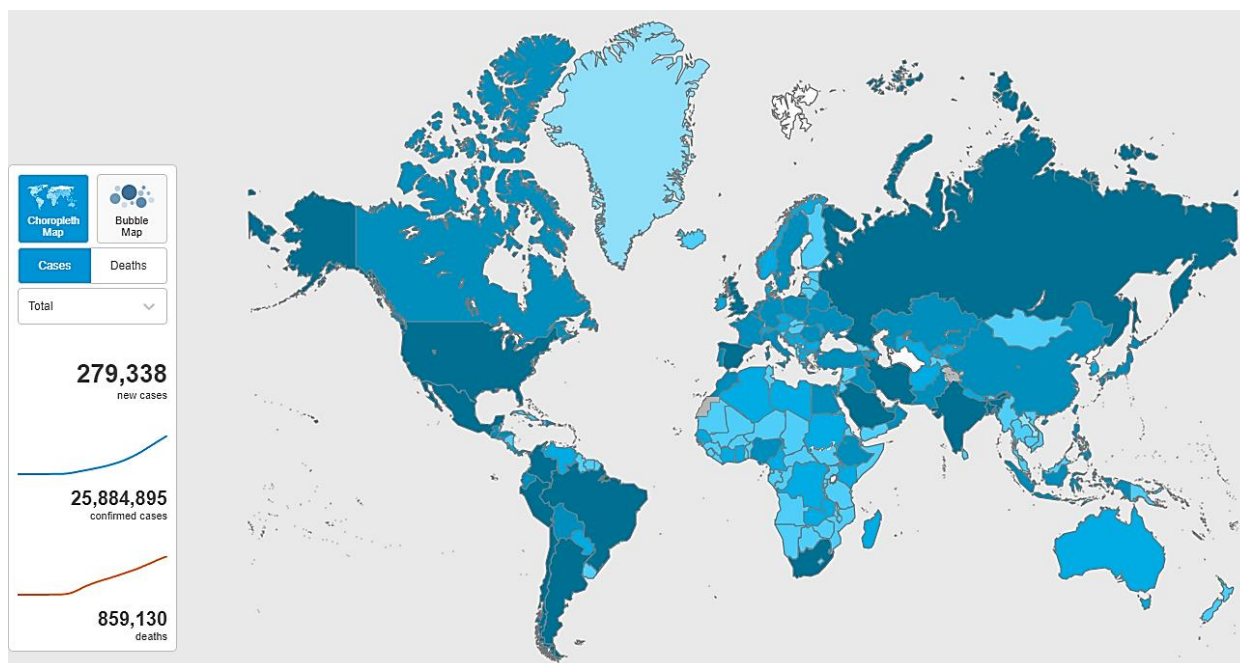 Choropleth
Map
Bubble
Map
Cases
Deaths
Total
279,338
new cases
25,884,895
confirmed cases
859,130
deaths